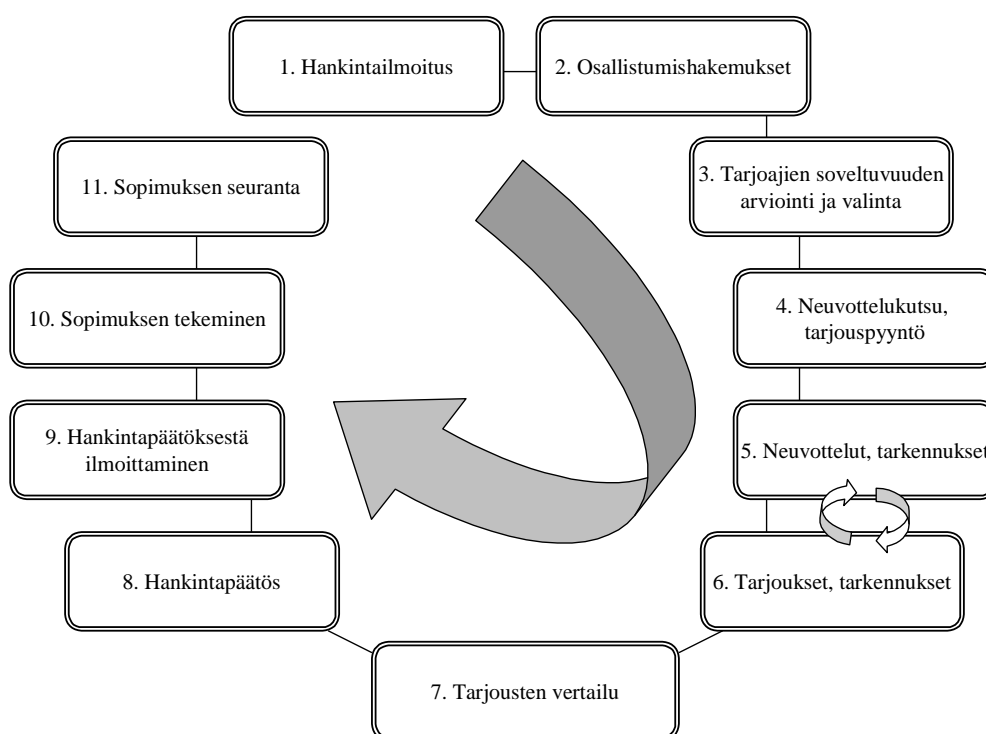 1. Hankintailmoitus
2. Osallistumishakemukset
3. Tarjoajien soveltuvuuden
arviointi ja valinta
4. Neuvottelukutsu,
tarjouspyyntö
5. Neuvottelut, tarkennukset
6. Tarjoukset, tarkennukset
7. Tarjousten vertailu
8. Hankintapäätös
9. Hankintapäätöksestä
ilmoittaminen
10. Sopimuksen tekeminen
11. Sopimuksen seuranta